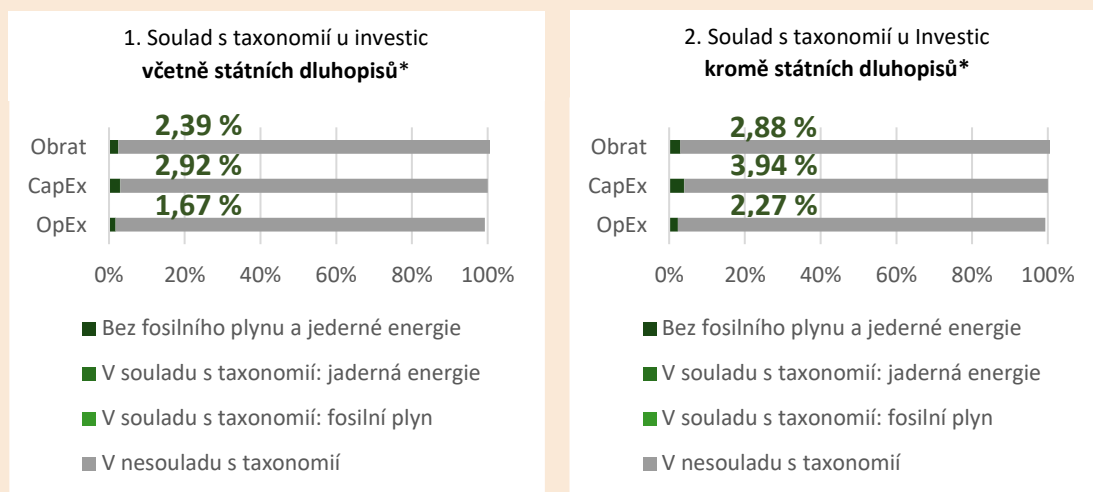 1. Soulad s taxonomií u investic
včetně státních dluhopisů*
2,39 %
Obrat
2,92 %
CapEx
1,67 %
OpEx
0% 20% 40% 60% 80% 100%
Bez fosilního plynu a jederné energie
V souladu s taxonomií: jaderná energie
V souladu s taxonomií: fosilní plyn
V nesouladu s taxonomií
2. Soulad s taxonomií u Investic
kromě státních dluhopisů*
2,88 %
Obrat
3,94 %
CapEx
2,27 %
OpEx
0% 20% 40% 60% 80% 100%
Bez fosilního plynu a jederné energie
V souladu s taxonomií: jaderná energie
V souladu s taxonomií: fosilní plyn
V nesouladu s taxonomií